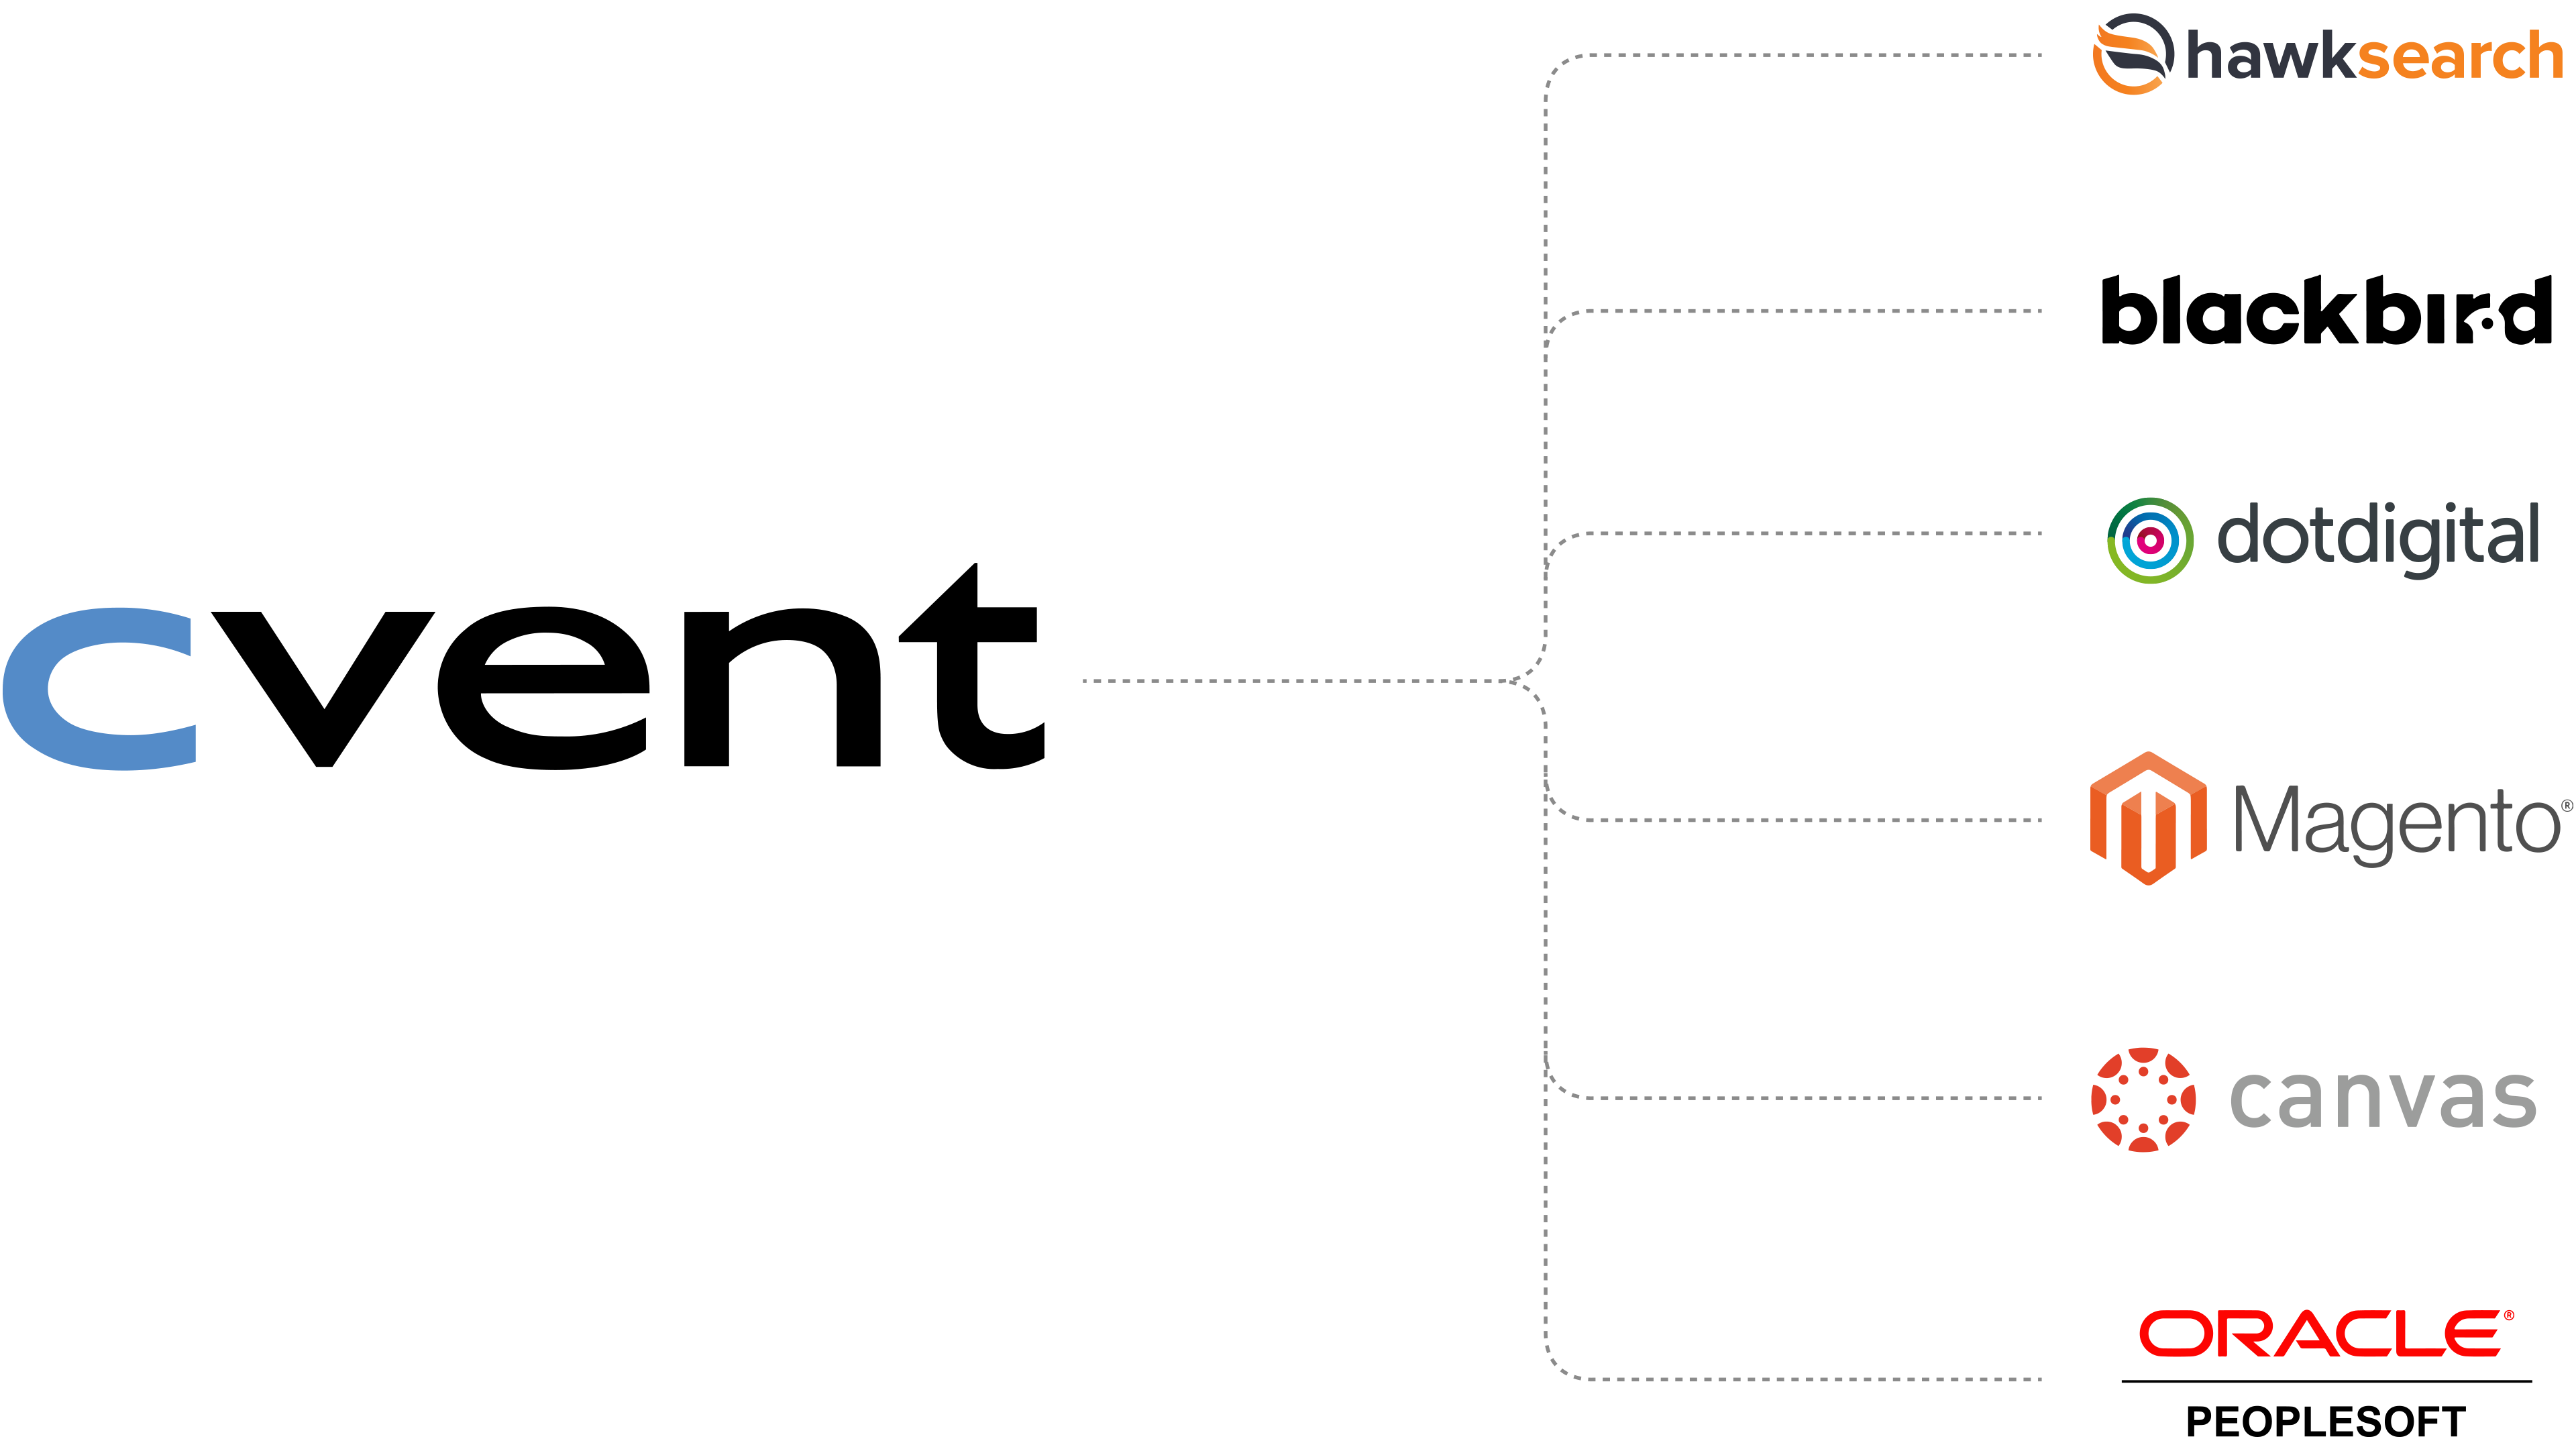 hawksearch
blackbird
dotdigital
cvent
Magento®
canvas
ORACLE®
PEOPLESOFT